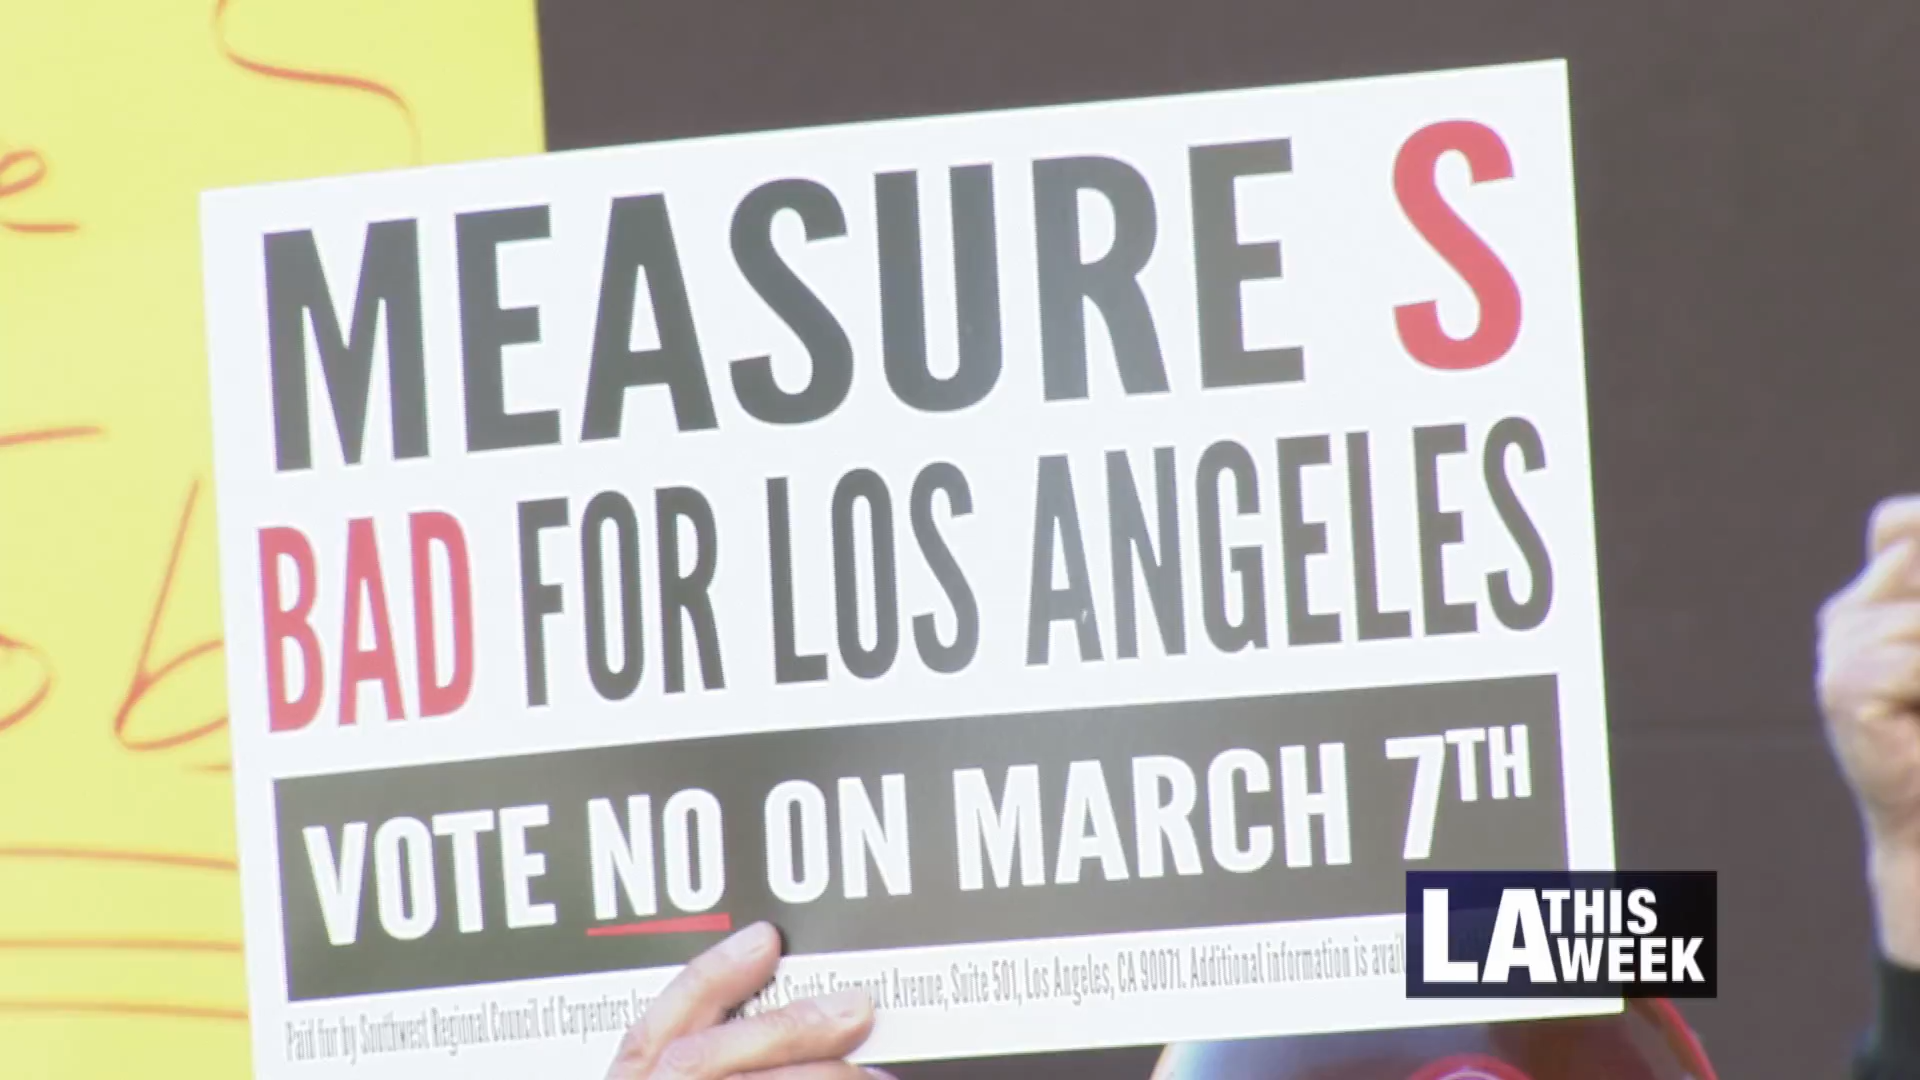 MEASURE S
BAD FOR LOS ANGELES
VOTE NO ON MARCH 7TH
Paid for by Southwest Regional Council of Carpenters South Fremont Avenue, Suite 501, Los Angeles, CA 90071. Additional information is
LA THIS WEEK